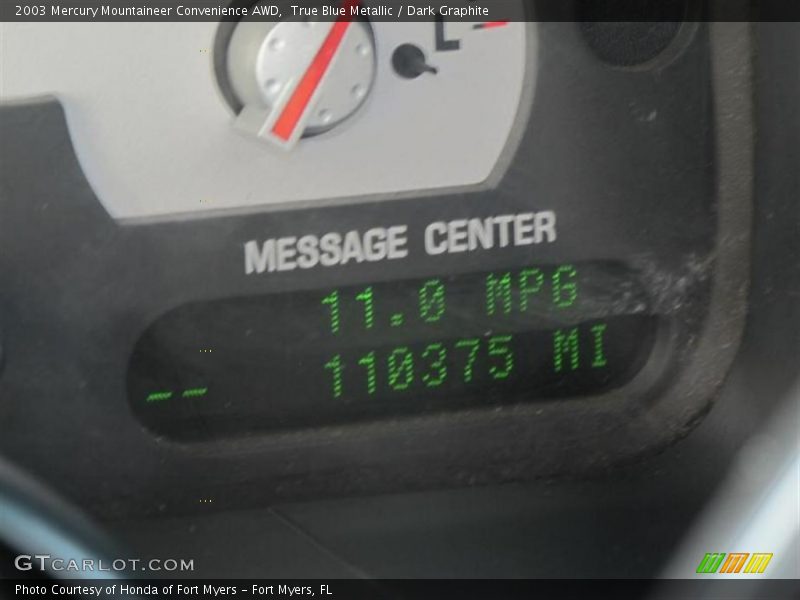 2003 Mercury Mountaineer Convenience AWD,  True Blue Metallic / Dark Graphite
L
MESSAGE CENTER
11.0 MPG
-- 110375 MI
GTCARLOT.COM
Photo Courtesy of Honda of Fort Myers - Fort Myers, FL